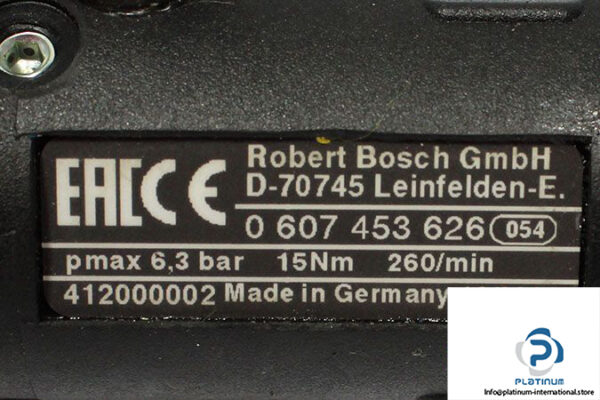 EAC CE
Robert Bosch GmbH
D-70745 Leinfelden-E.
0 607 453 626 054
pmax 6,3 bar 15Nm 260/min
412000002 Made in Germany
PLATINUM
Info@platinum-international.store